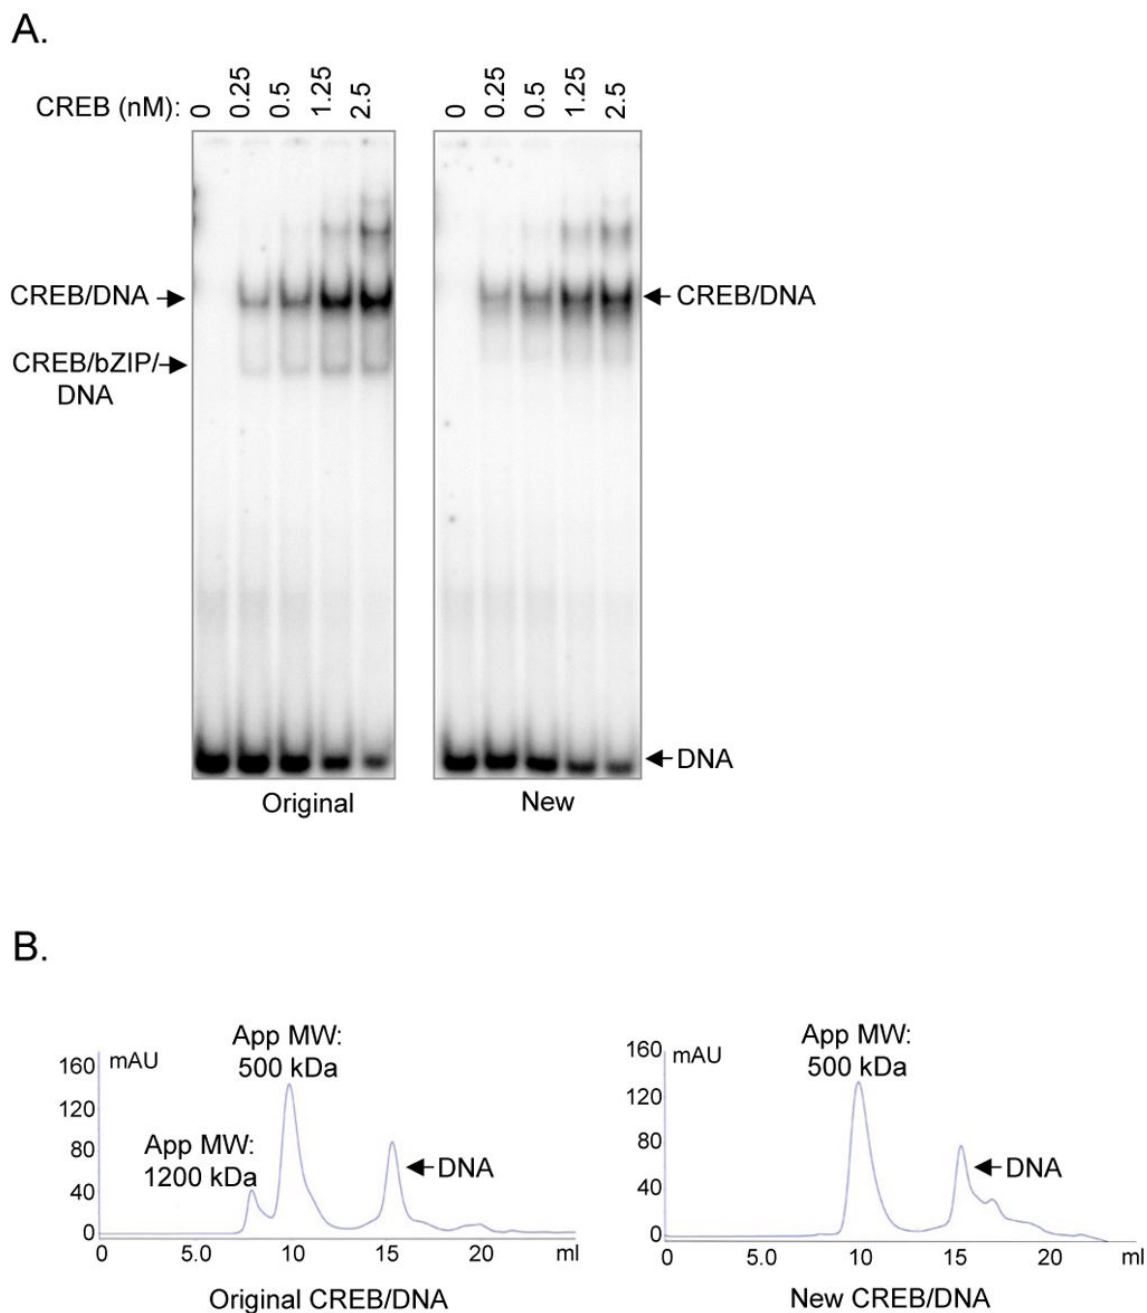 A.
CREB (nM): 0 0.25 0.5 1.25 2.5
0 0.25 0.5 1.25 2.5
CREB/DNA
CREB/bZIP/
DNA
CREB/DNA
DNA
Original
New
B.
mAU
160
120
80
40
0
App MW:
500 kDa
App MW:
1200 kDa
DNA
0 5.0 10 15 20 ml
Original CREB/DNA
mAU
160
120
80
40
0
App MW:
500 kDa
DNA
0 5.0 10 15 20 ml
New CREB/DNA